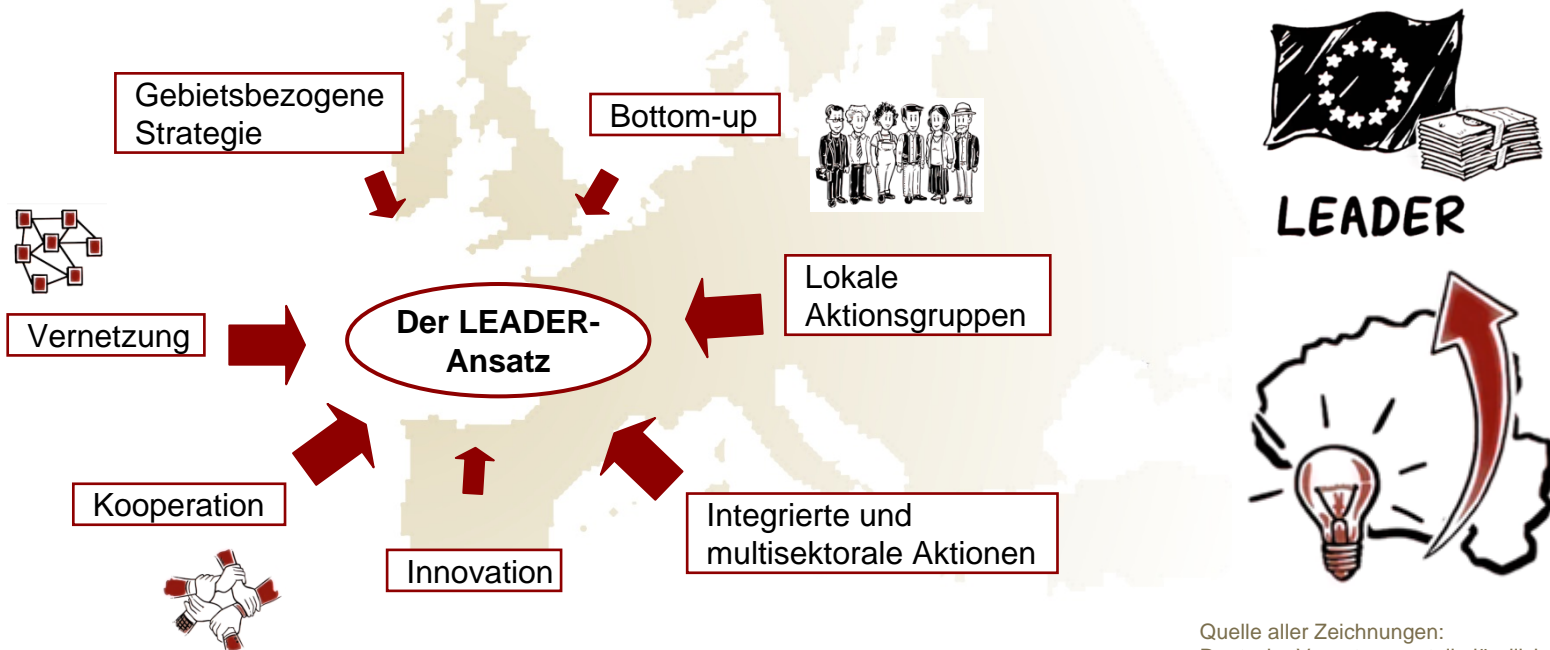 Gebietsbezogene
Strategie
Bottom-up
LEADER
Vernetzung
Der LEADER-
Ansatz
Lokale
Aktionsgruppen
Kooperation
Innovation
Integrierte und
multisektorale Aktionen
Quelle aller Zeichnungen: